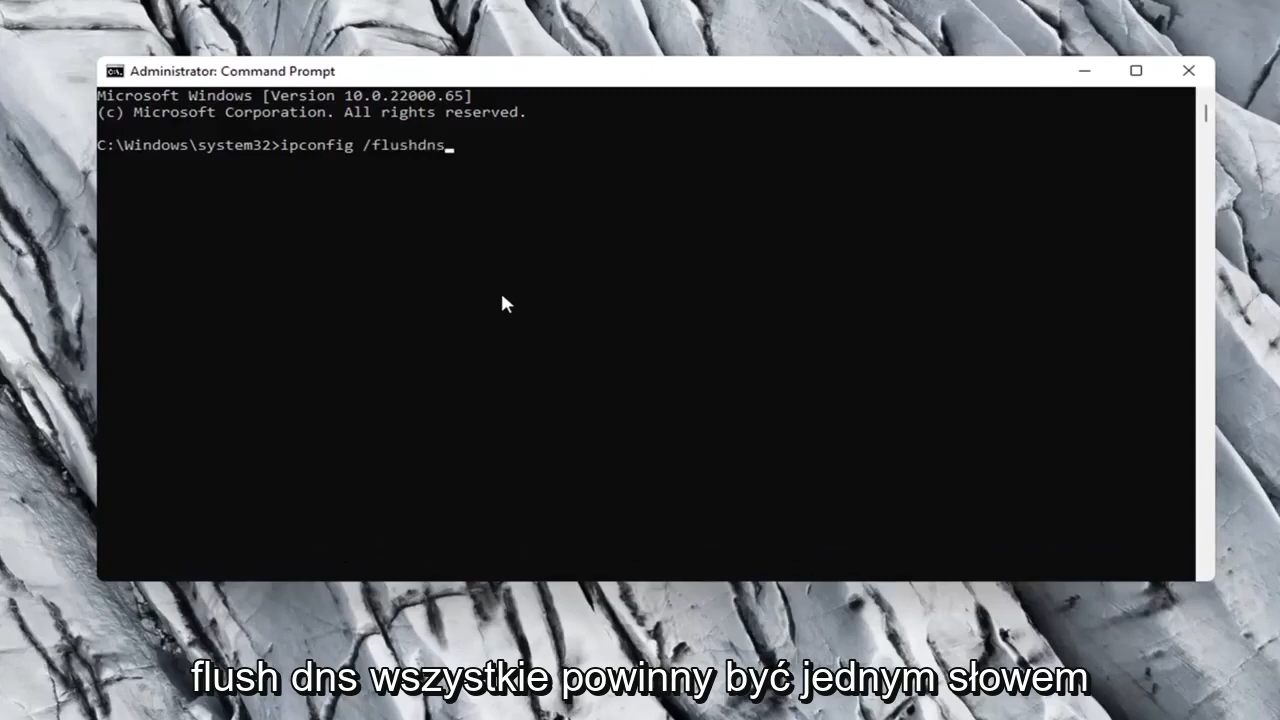 Administrator: Command Prompt
Microsoft Windows [Version 10.0.22000.65]
(c) Microsoft Corporation. All rights reserved.
C:\Windows\system32>ipconfig /flushdns
flush dns wszystkie powinny być jednym słowem